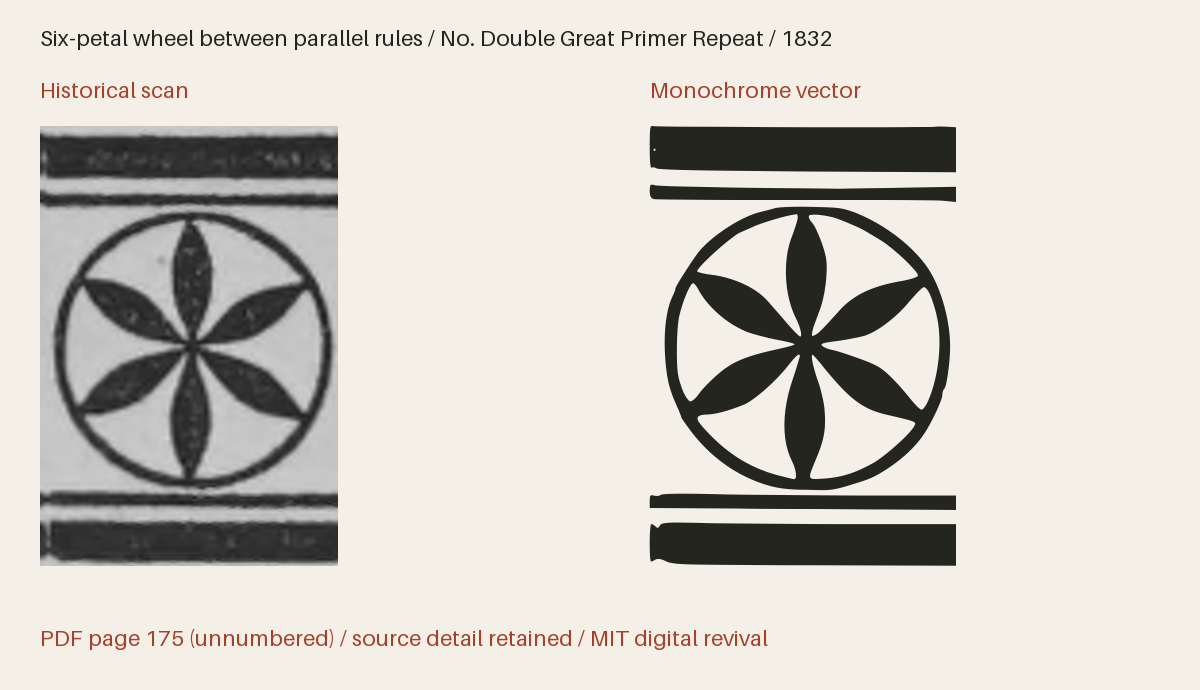 Six-petal wheel between parallel rules / No. Double Great Primer Repeat / 1832
Historical scan
Monochrome vector
PDF page 175 (unnumbered) / source detail retained / MIT digital revival